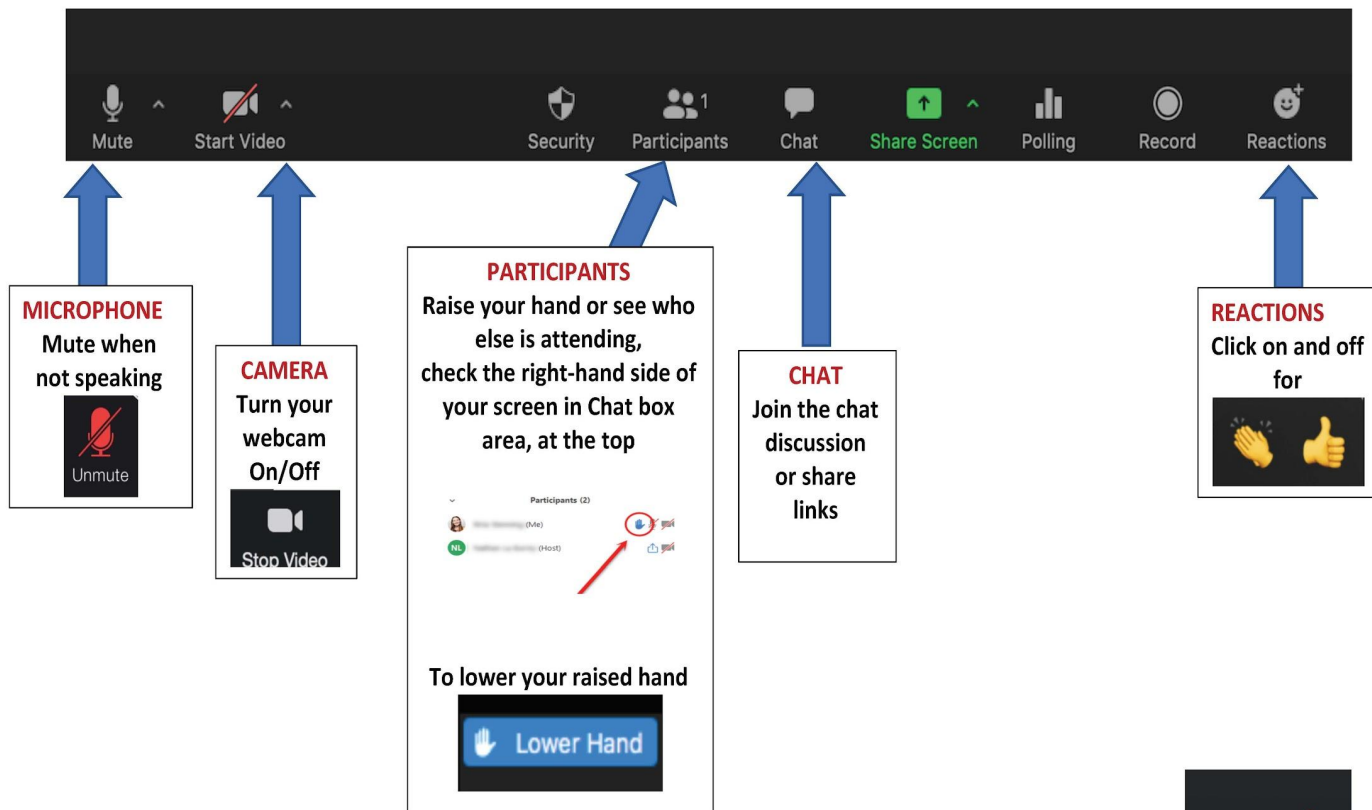 Mute
Start Video
Security
Participants
1
Chat
Share Screen
Polling
Record
Reactions
MICROPHONE
Mute when
not speaking
Unmute
CAMERA
Turn your
webcam
On/Off
Stop Video
PARTICIPANTS
Raise your hand or see who
else is attending,
check the right-hand side of
your screen in Chat box
area, at the top
Participants (2)
(Me)
NL
(Host)
To lower your raised hand
Lower Hand
CHAT
Join the chat
discussion
or share
links
REACTIONS
Click on and off
for